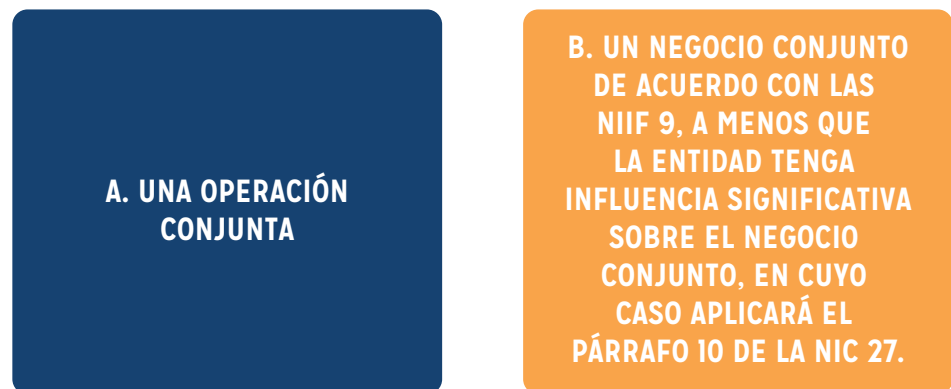 A. UNA OPERACIÓN
CONJUNTA
B. UN NEGOCIO CONJUNTO
DE ACUERDO CON LAS
NIIF 9, A MENOS QUE
LA ENTIDAD TENGA
INFLUENCIA SIGNIFICATIVA
SOBRE EL NEGOCIO
CONJUNTO, EN CUYO
CASO APLICARÁ EL
PÁRRAFO 10 DE LA NIC 27.